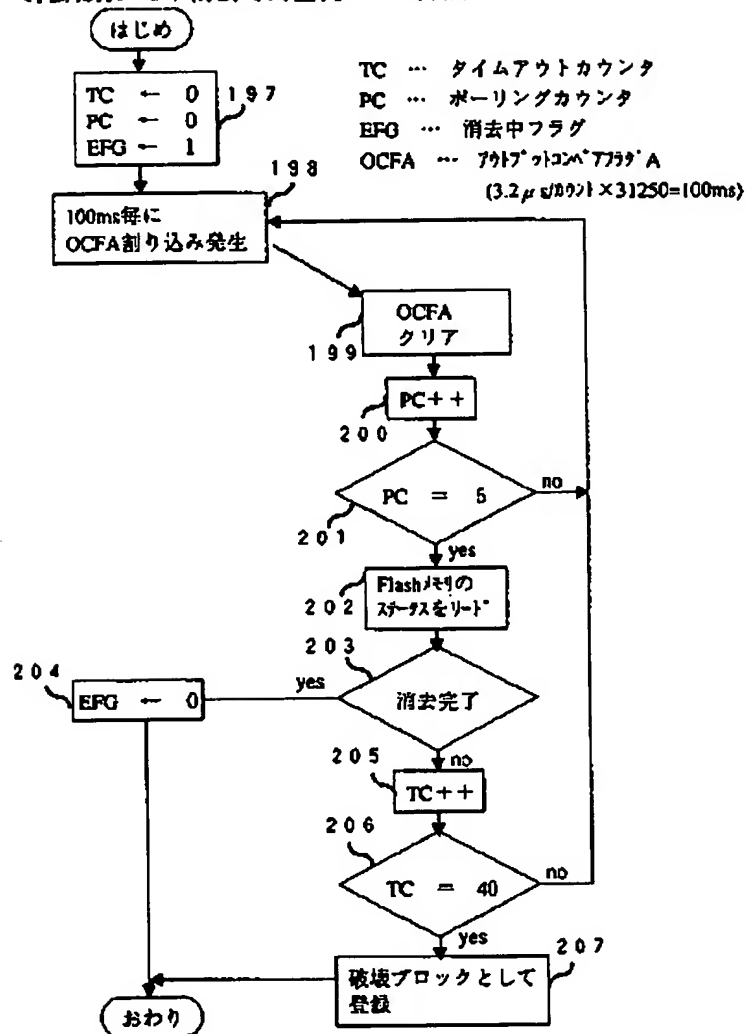 はじめ
TC ← 0
PC ← 0
EFG ← 1
197
TC … タイムアウトカウンタ
PC … ポーリングカウンタ
EFG … 消去中フラグ
OCFA … アウトプットコンペアフラグA
(3.2μs/カウント×31250=100ms)
198
100ms毎に
OCFA割り込み発生
OCFA
クリア
199
PC++
200
PC = 5
no
201
yes
Flashメモリの
ステータスをリード
202
203
消去完了
yes
204
EFG ← 0
no
205
TC++
206
TC = 40
no
yes
207
破壊ブロックとして
登録
おわり